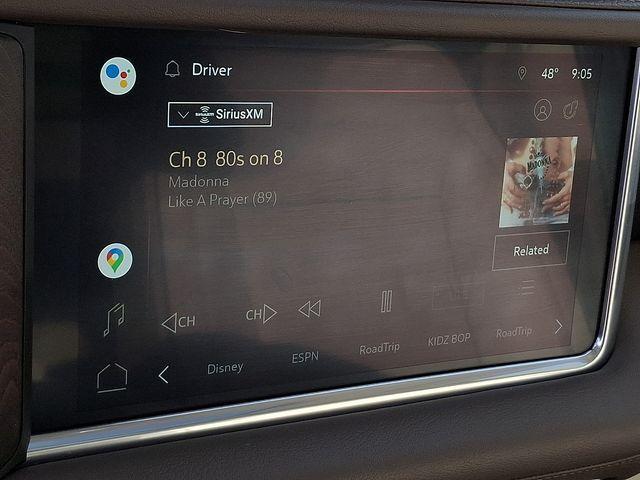 Driver
48° 9:05
SiriusXM
Ch 8 80s on 8
Madonna
Like A Prayer (89)
MADONNA
Related
CH
CH
Disney
ESPN
RoadTrip
KIDZ BOP
RoadTrip